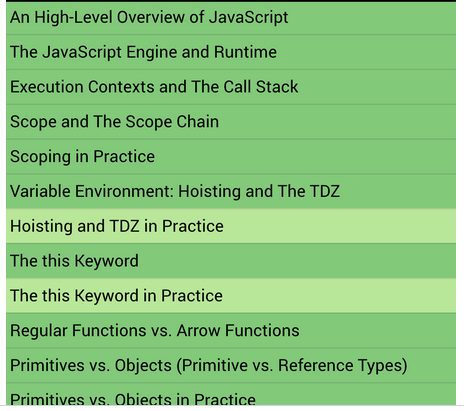 An High-Level Overview of JavaScript
The JavaScript Engine and Runtime
Execution Contexts and The Call Stack
Scope and The Scope Chain
Scoping in Practice
Variable Environment: Hoisting and The TDZ
Hoisting and TDZ in Practice
The this Keyword
The this Keyword in Practice
Regular Functions vs. Arrow Functions
Primitives vs. Objects (Primitive vs. Reference Types)
Primitives vs. Objects in Practice